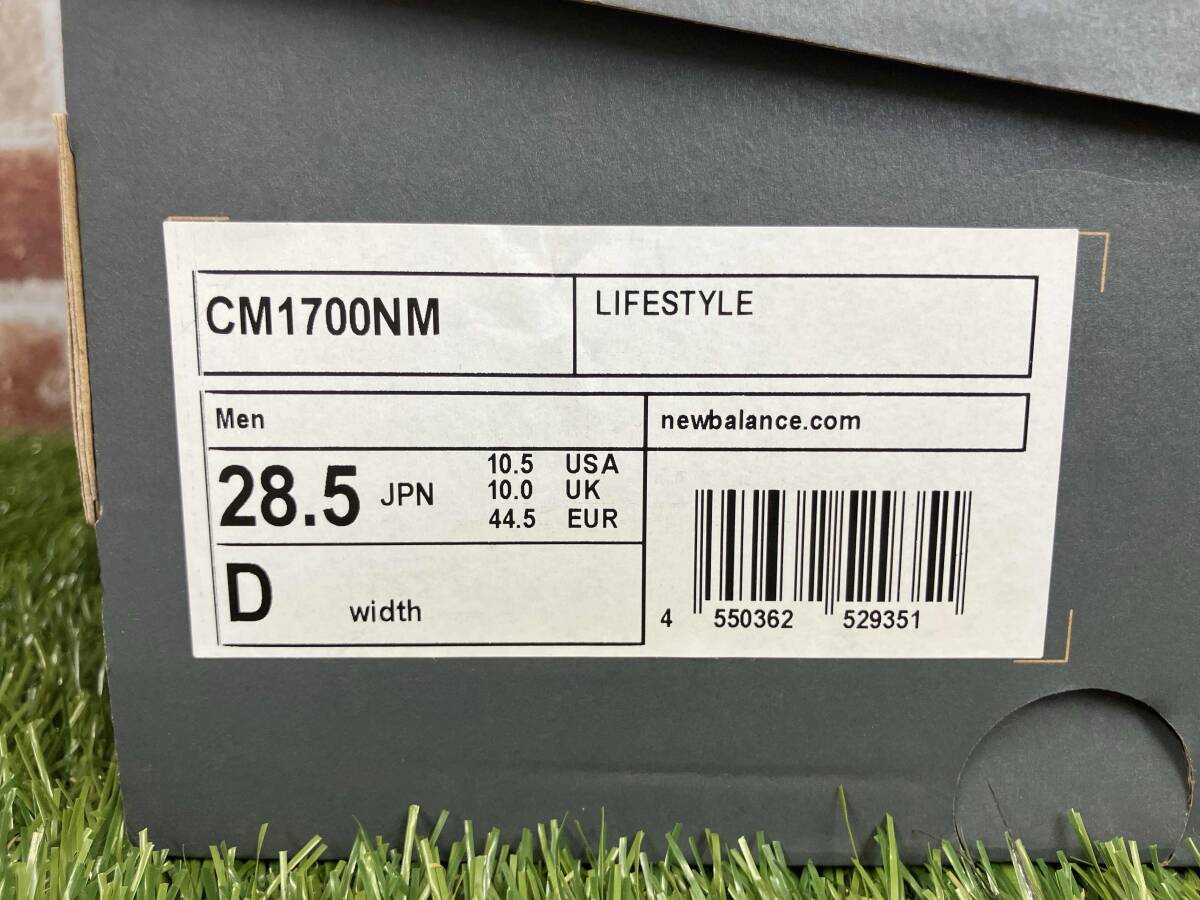 CM1700NM
LIFESTYLE
Men
newbalance.com
28.5 JPN
10.5 USA
10.0 UK
44.5 EUR
D width
4 550362 529351